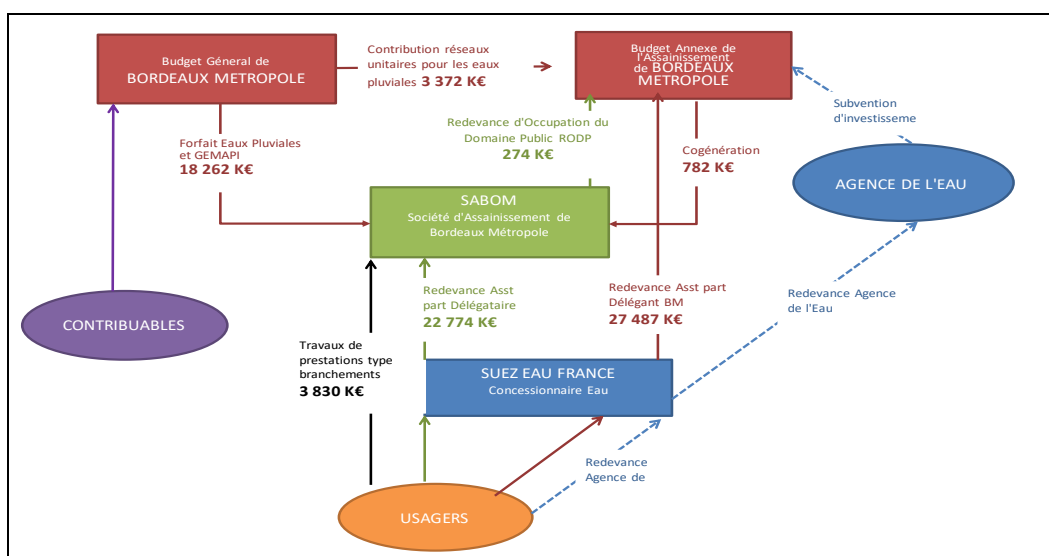 Budget Géneral de
BORDEAUX METROPOLE
Contribution réseaux
unitaires pour les eaux
pluviales 3 372 K€
Budget Annexe de
l'Assainissement
de BORDEAUX
METROPOLE
Subvention
d'investisseme
Forfait Eaux Pluviales
et GEMAPI
18 262 K€
Redevance d'Occupation du
Domaine Public RODP
274 K€
Cogénération
782 K€
AGENCE DE L'EAU
SABOM
Société d'Assainissement de
Bordeaux Métropole
CONTRIBUABLES
Redevance Asst
part Délégataire
22 774 K€
Redevance Asst part
Délégant BM
27 487 K€
Redevance Agence
de l'Eau
Travaux de
prestations type
branchements
3 830 K€
SUEZ EAU FRANCE
Concessionnaire Eau
Redevance
Agence de
USAGERS